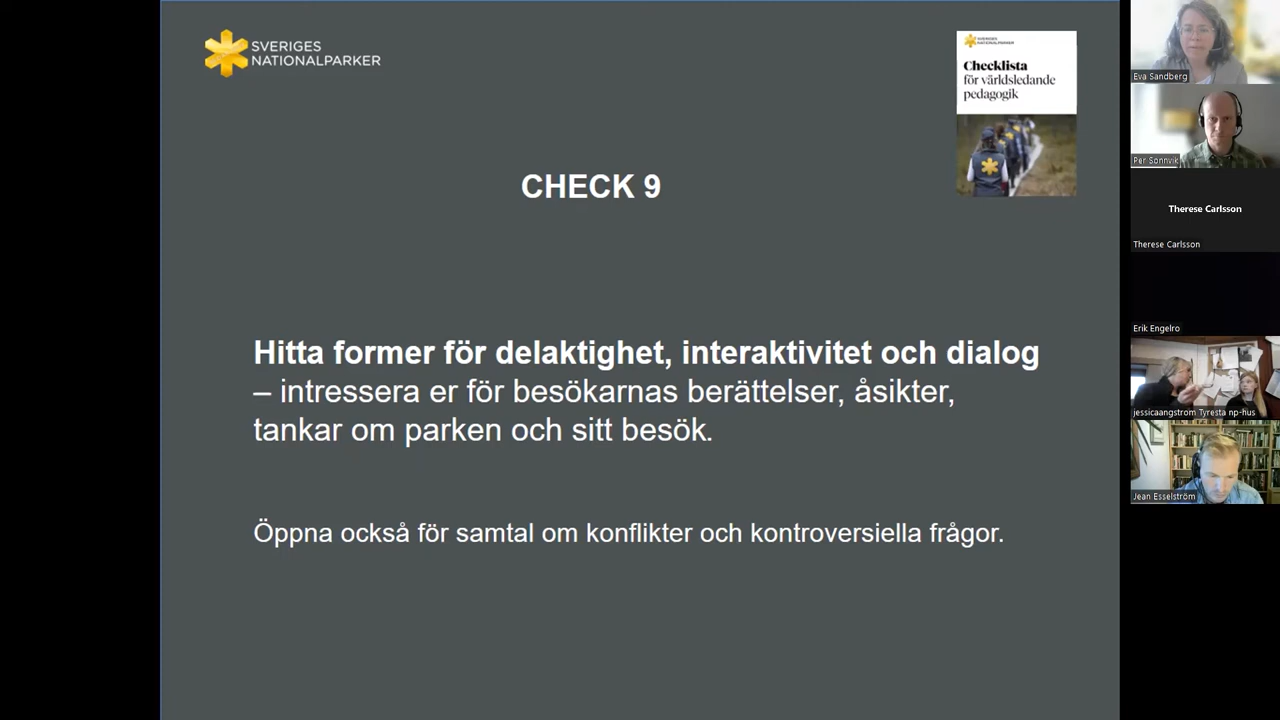 SVERIGES
NATIONALPARKER
SVERIGES
NATIONALPARKER
Checklista
för världsledande
pedagogik
CHECK 9
Hitta former för delaktighet, interaktivitet och dialog
– intressera er för besökarnas berättelser, åsikter,
tankar om parken och sitt besök.
Öppna också för samtal om konflikter och kontroversiella frågor.
Eva Sandberg
Per Sonnvik
Therese Carlsson
Therese Carlsson
Erik Engelro
jessicaangstrom Tyresta np-hus
Jean Esselström